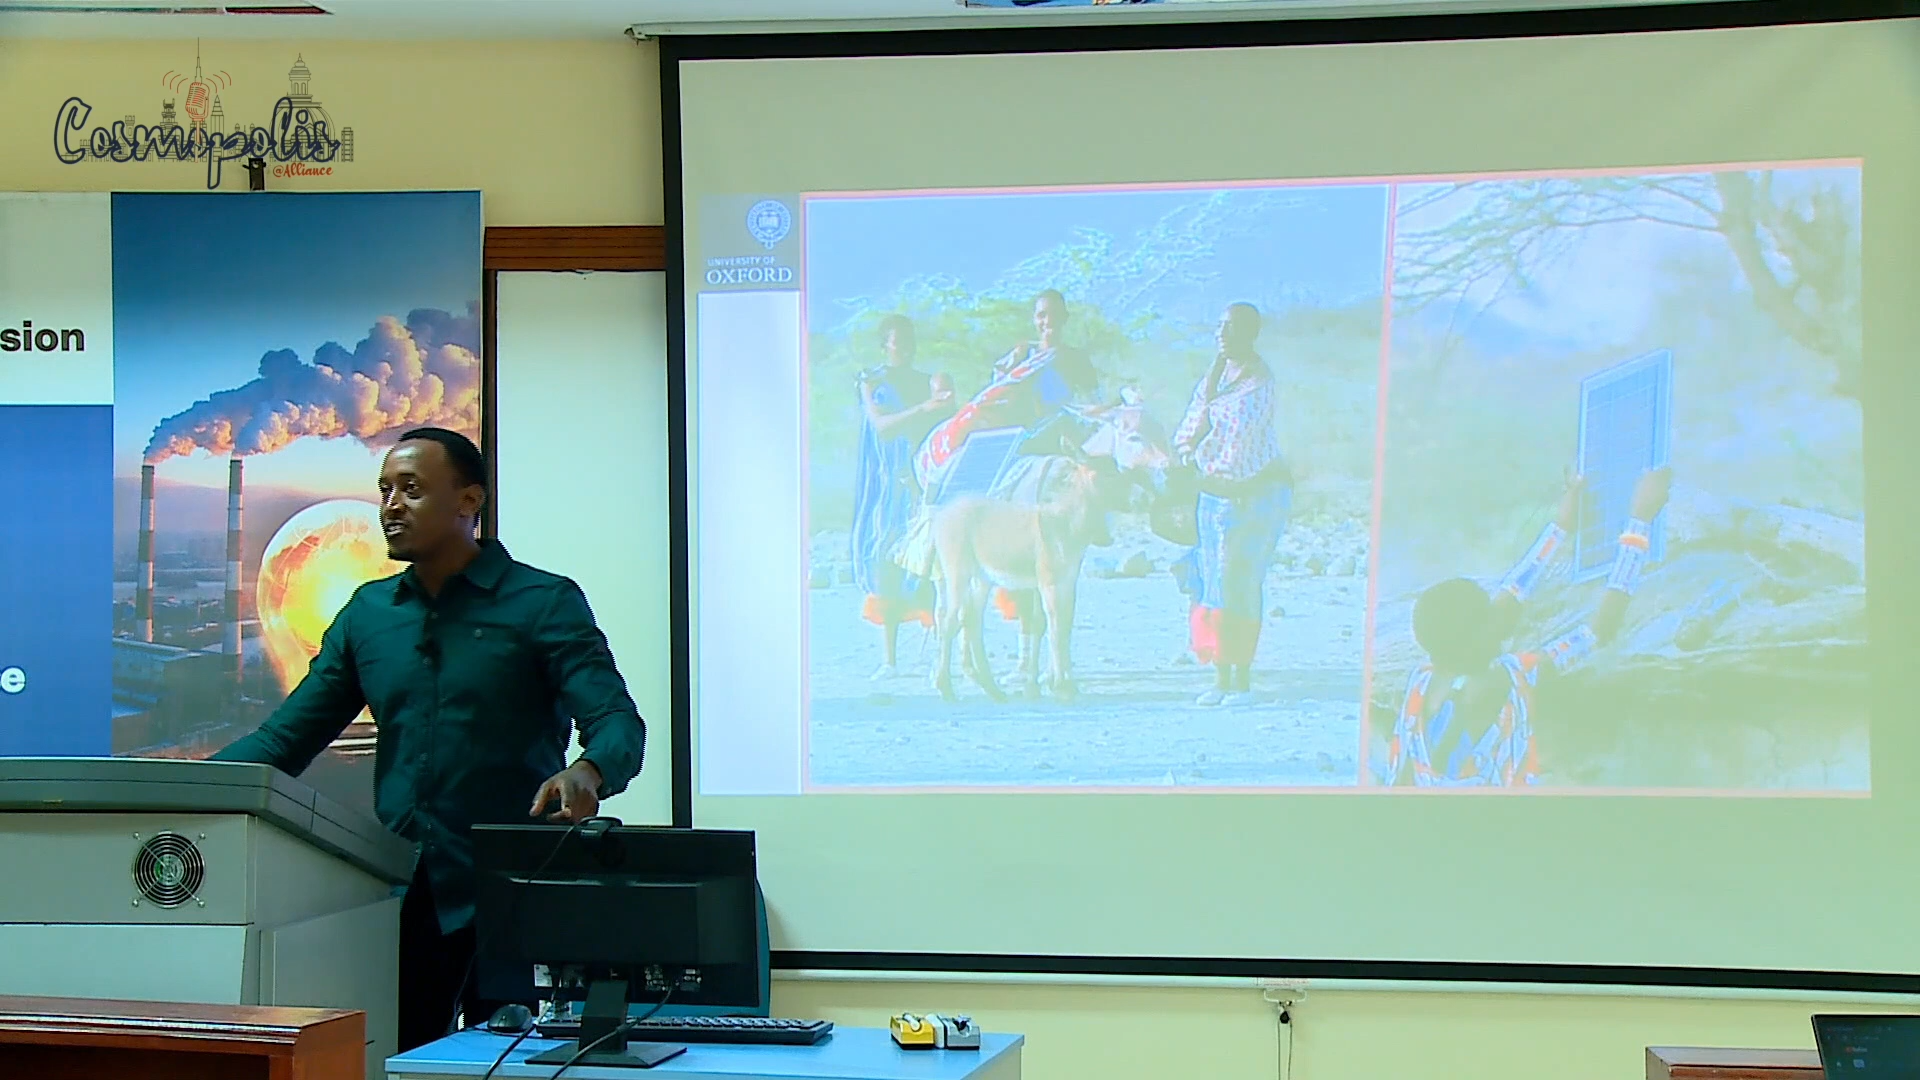 Cosmopolis
@Alliance
sion
e
UNIVERSITY OF
OXFORD